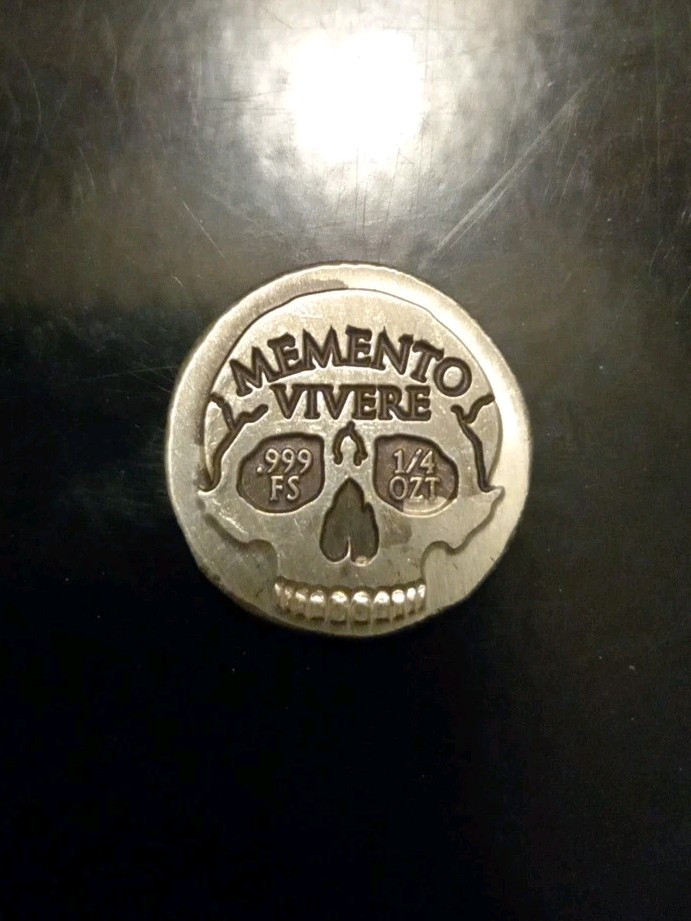 MEMENTO
VIVERE
.999
FS
1/4
OZT